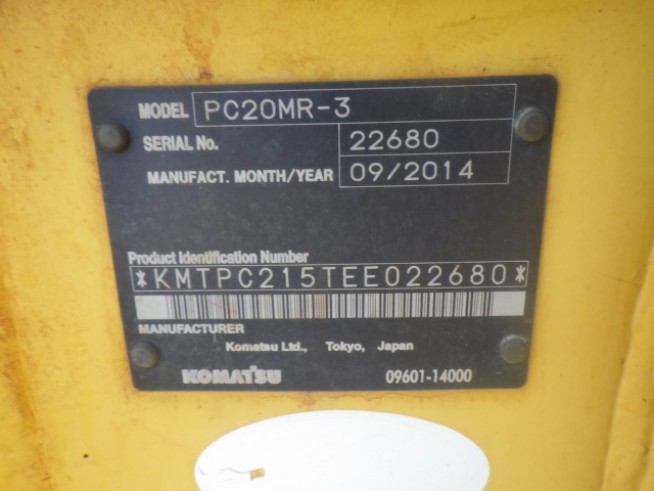 MODEL PC20MR-3
SERIAL No. 22680
MANUFACT. MONTH/YEAR 09/2014
Product Identification Number
*KMTPC215TEE022680*
MANUFACTURER
Komatsu Ltd., Tokyo, Japan
KOMATSU 09601-14000